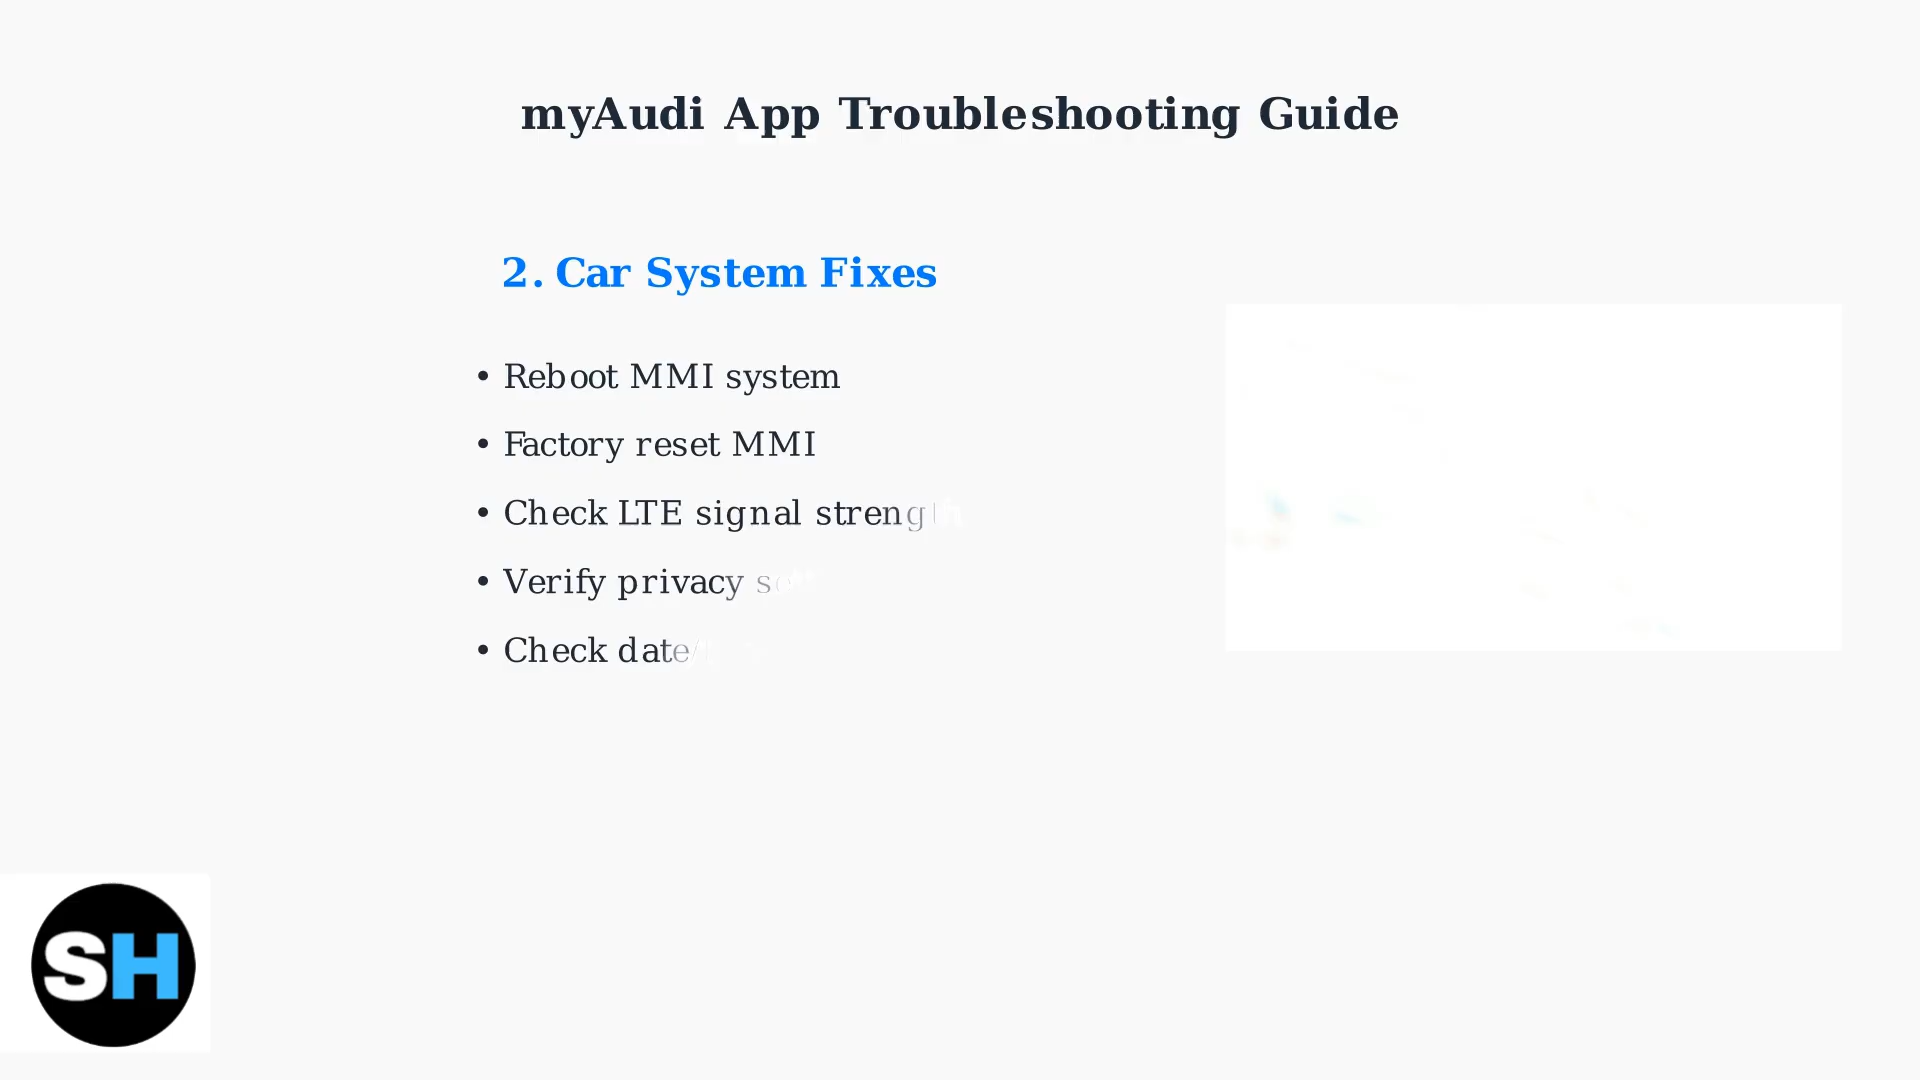 myAudi App Troubleshooting Guide
2. Car System Fixes
• Reboot MMI system
• Factory reset MMI
• Check LTE signal strength
• Verify privacy
• Check date/
SH